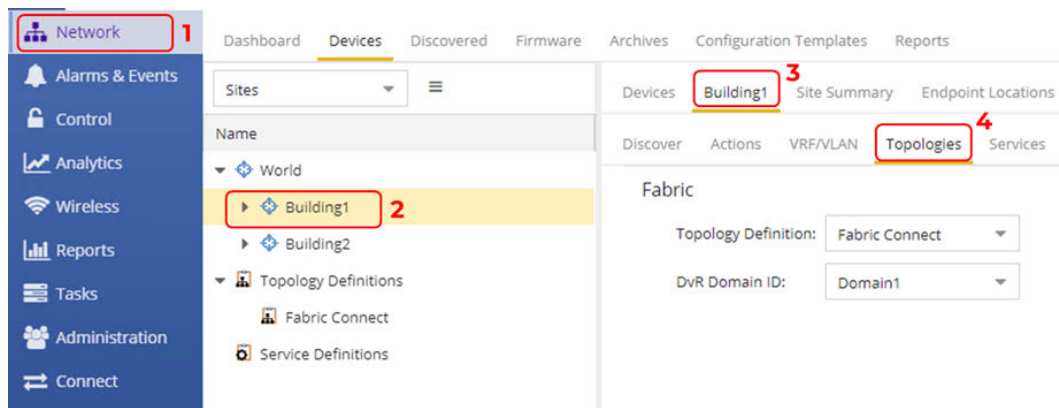 Network 1
Alarms & Events
Control
Analytics
Wireless
Reports
Tasks
Administration
Connect
Dashboard Devices Discovered Firmware Archives Configuration Templates Reports
Sites
Name
World
Building1 2
Building2
Topology Definitions
Fabric Connect
Service Definitions
3
Devices Building1 Site Summary Endpoint Locations
4
Discover Actions VRF/VLAN Topologies Services
Fabric
Topology Definition: Fabric Connect
DvR Domain ID: Domain1